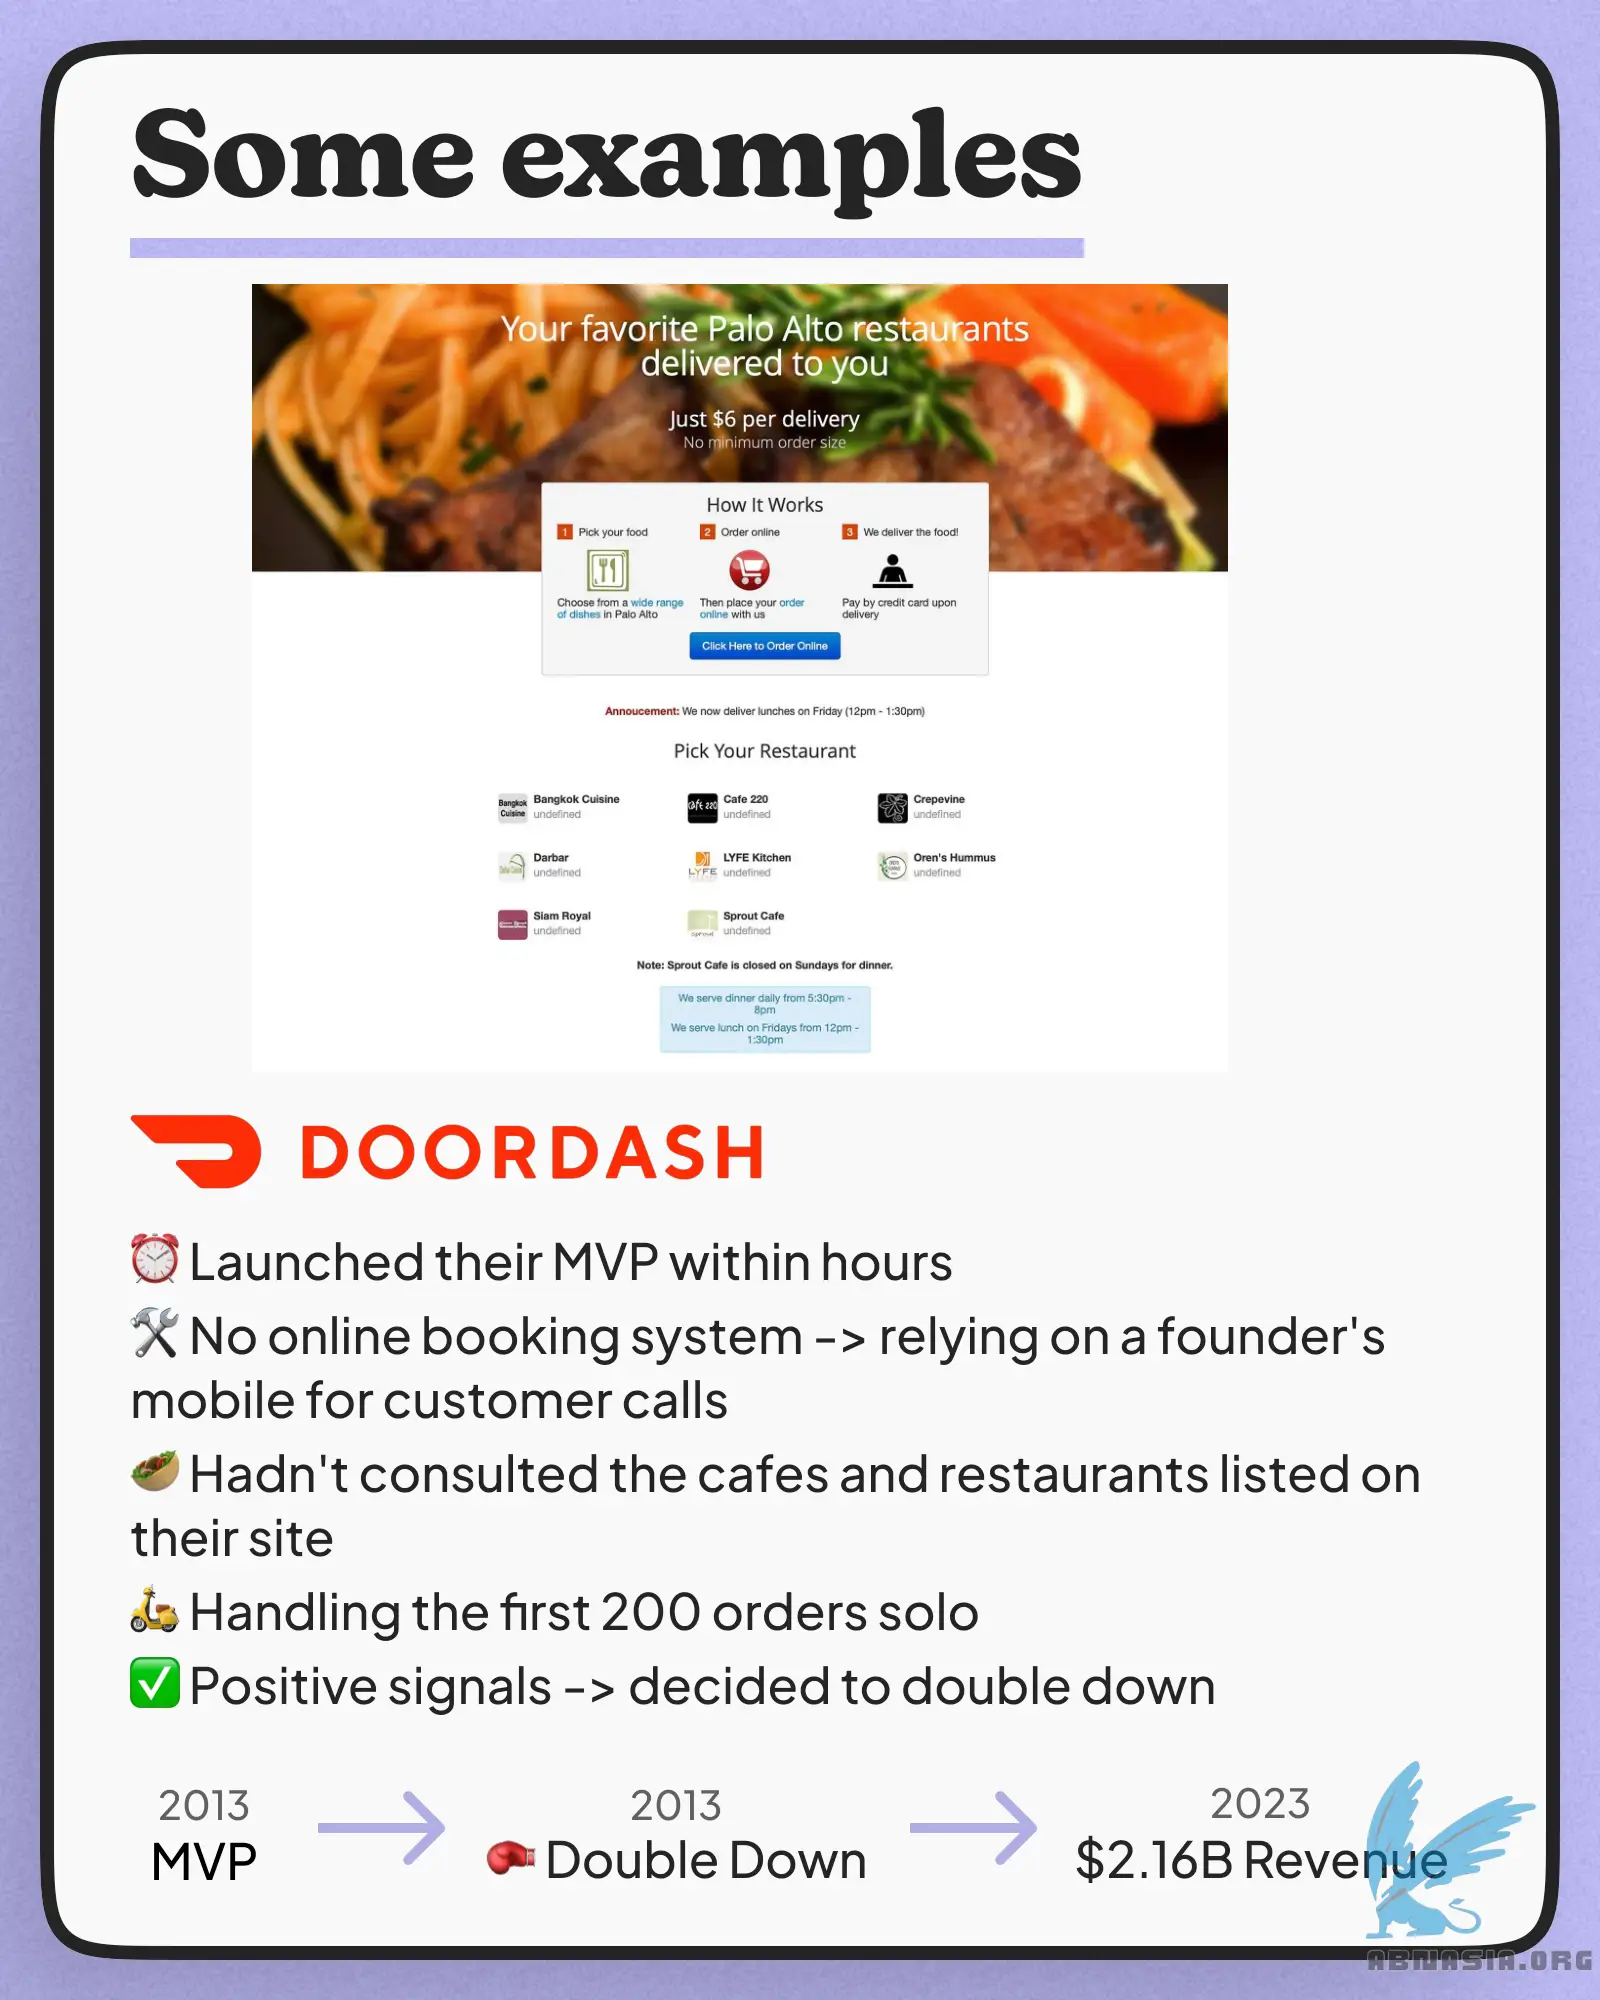 Some examples
Your favorite Palo Alto restaurants
delivered to you
Just $6 per delivery
No minimum order size
How It Works
1 Pick your food
2 Order online
3 We deliver the food!
Choose from a wide range
of dishes in Palo Alto
Then place your order
online with us
Pay by credit card upon
delivery
Click Here to Order Online
Annoucement: We now deliver lunches on Friday (12pm - 1:30pm)
Pick Your Restaurant
Bangkok
Cuisine
Bangkok Cuisine
undefined
Cafe 220
Cafe 220
undefined
Crepevine
undefined
Darbar
undefined
LYFE
LYFE Kitchen
undefined
Oren's Hummus
undefined
Siam Royal
undefined
sprout
Sprout Cafe
undefined
Note: Sprout Cafe is closed on Sundays for dinner.
We serve dinner daily from 5:30pm -
8pm
We serve lunch on Fridays from 12pm -
1:30pm
DOORDASH
⏰ Launched their MVP within hours
🛠 No online booking system -> relying on a founder's
mobile for customer calls
🥙 Hadn't consulted the cafes and restaurants listed on
their site
🛵 Handling the first 200 orders solo
✅ Positive signals -> decided to double down
2013
MVP
2013
🥊 Double Down
2023
$2.16B Revenue
ABNASIA.ORG